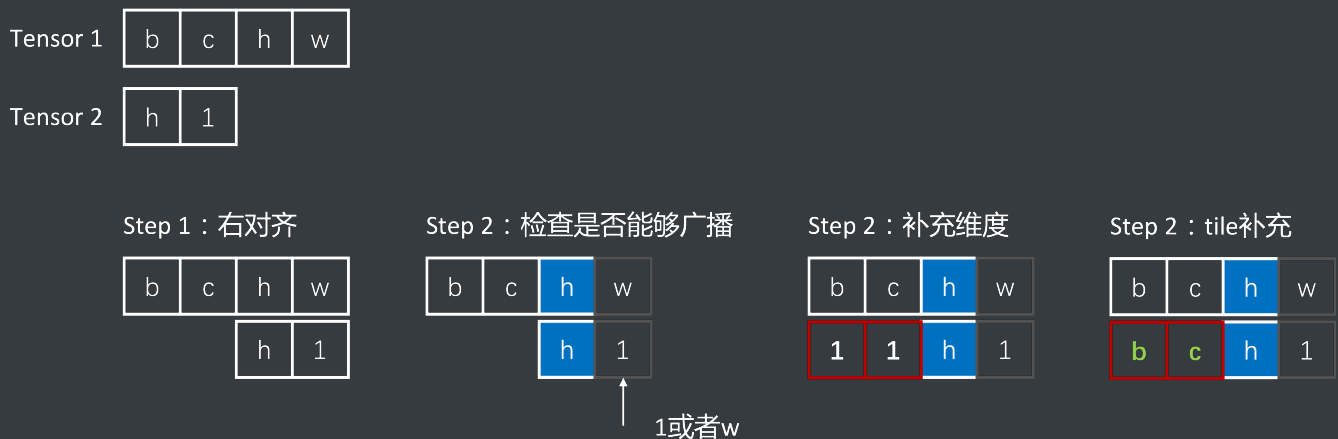 Tensor 1 b c h w
Tensor 2 h 1
Step 1：右对齐
b c h w
h 1
Step 2：检查是否能够广播
b c h w
h 1
1或者w
Step 2：补充维度
b c h w
1 1 h 1
Step 2：tile补充
b c h w
b c h 1